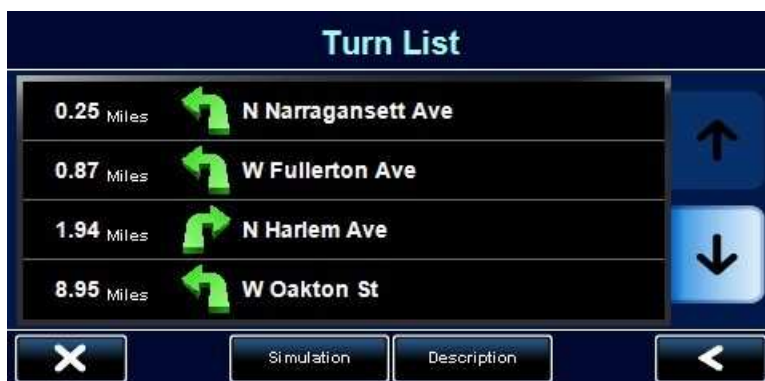 Turn List
0.25 Miles N Narragansett Ave
0.87 Miles W Fullerton Ave
1.94 Miles N Harlem Ave
8.95 Miles W Oakton St
Simulation Description